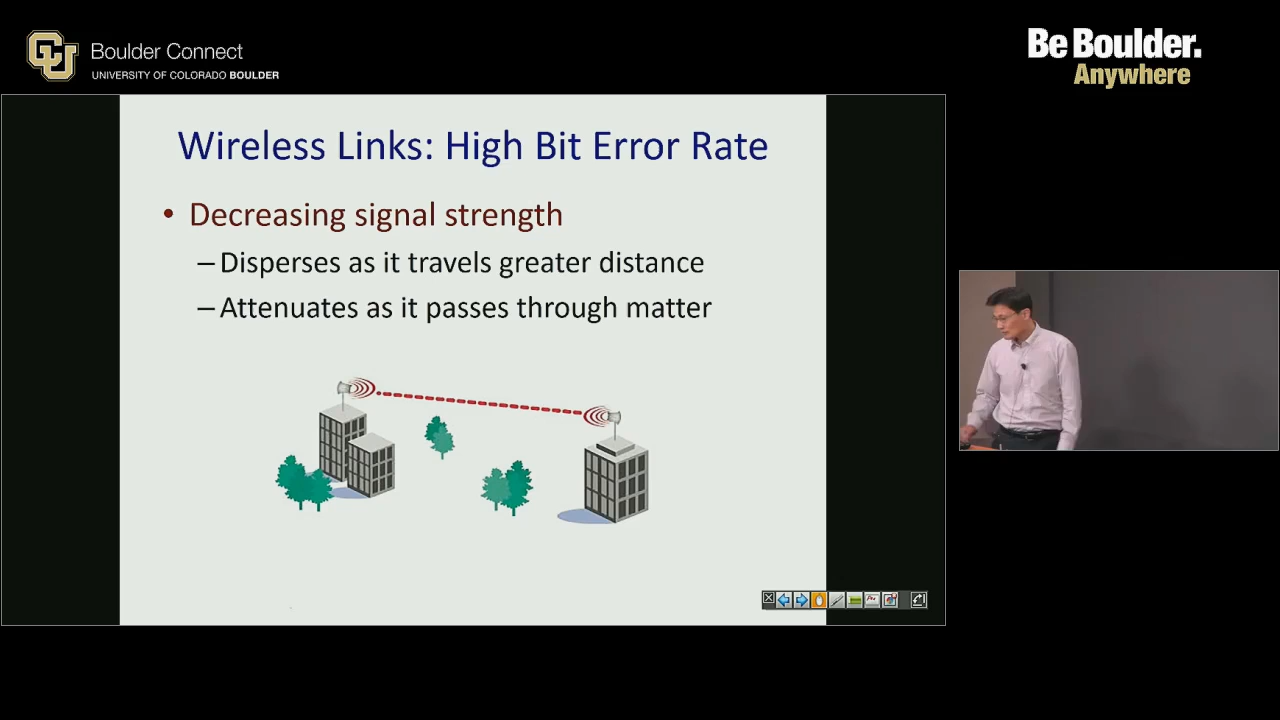 Boulder Connect
UNIVERSITY OF COLORADO BOULDER
Be Boulder.
Anywhere
Wireless Links: High Bit Error Rate
• Decreasing signal strength
– Disperses as it travels greater distance
– Attenuates as it passes through matter